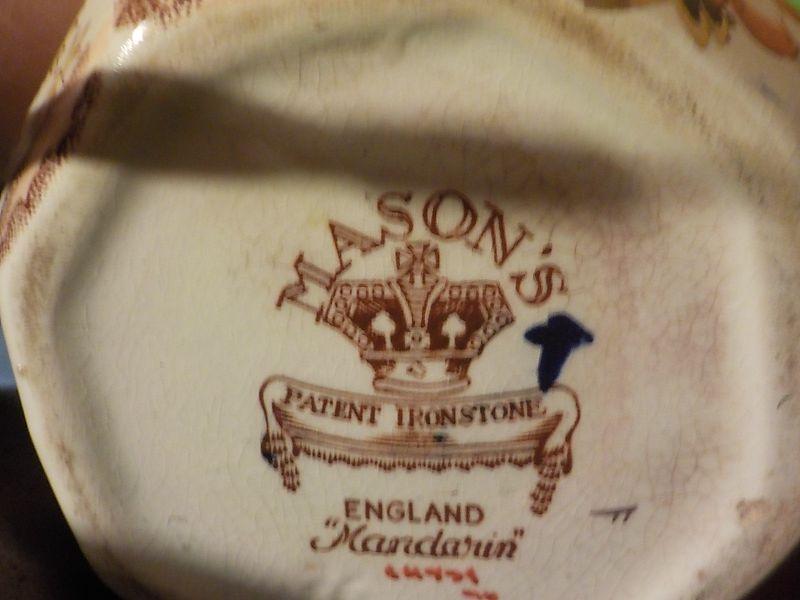 MASON'S
PATENT IRONSTONE
ENGLAND
"Mandarin"